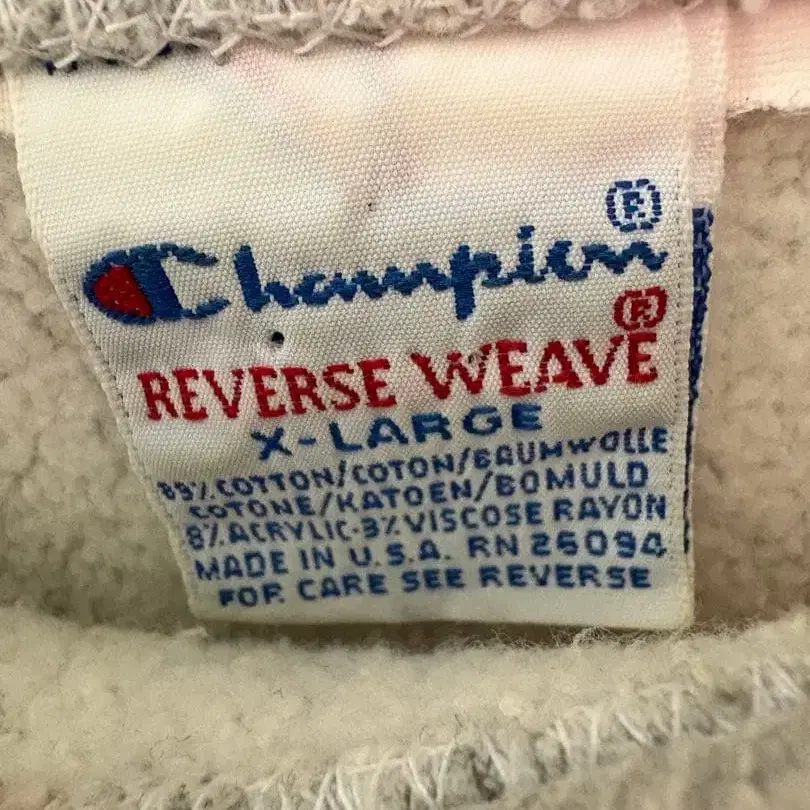 Champion®
REVERSE WEAVE®
X-LARGE
89% COTTON/COTON/BAUMWOLLE
COTONE/KATOEN/BOMULD
8% ACRYLIC-3% VISCOSE RAYON
MADE IN U.S.A. RN 26094
FOR CARE SEE REVERSE